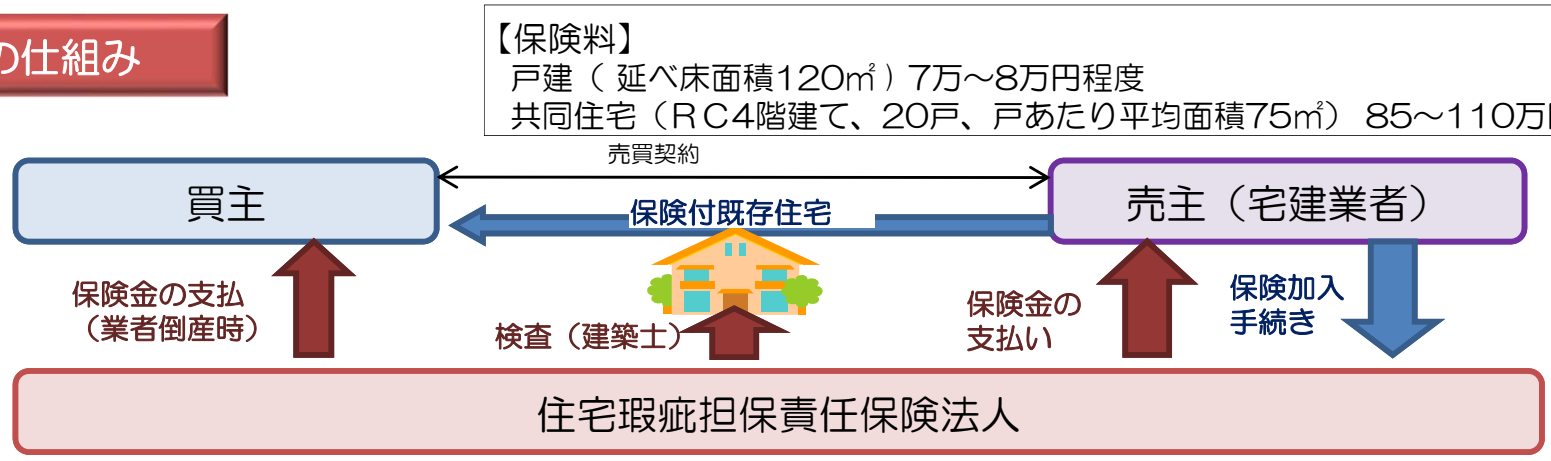 の仕組み
【保険料】
戸建（ 延べ床面積120㎡ ) 7万～8万円程度
共同住宅（ＲＣ4階建て、20戸、戸あたり平均面積75㎡） 85～110万
売買契約
買主
保険付既存住宅
売主（宅建業者）
保険金の支払
（業者倒産時）
検査（建築士）
保険金の
支払い
保険加入
手続き
住宅瑕疵担保責任保険法人